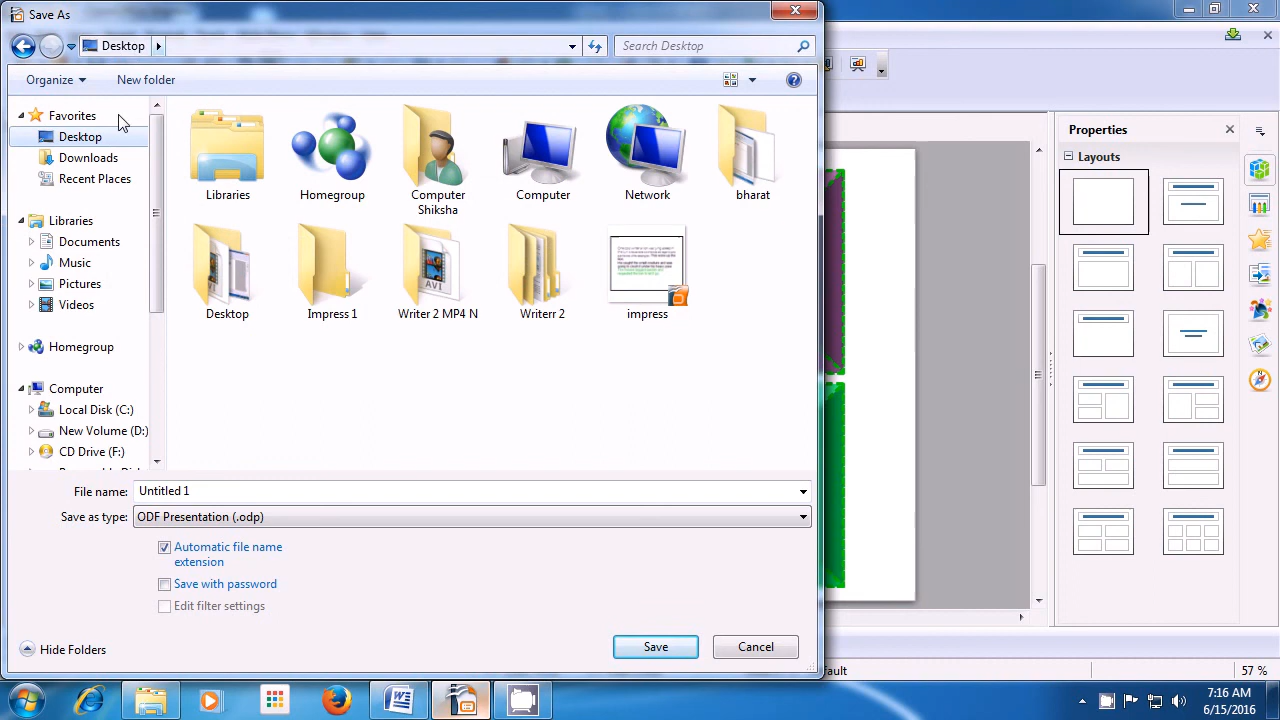 Save As
Desktop
Search Desktop
Organize
New folder
Favorites
Desktop
Downloads
Recent Places
Libraries
Documents
Music
Pictures
Videos
Homegroup
Computer
Local Disk (C:)
New Volume (D:)
CD Drive (F:)
Libraries
Homegroup
Computer
Shiksha
Computer
Network
bharat
Desktop
Impress 1
Writer 2 MP4 N
AVI
Writerr 2
impress
File name:
Untitled 1
Save as type:
ODF Presentation (.odp)
Automatic file name
extension
Save with password
Edit filter settings
Hide Folders
Save
Cancel
Properties
Layouts
fault
57 %
7:16 AM
6/15/2016